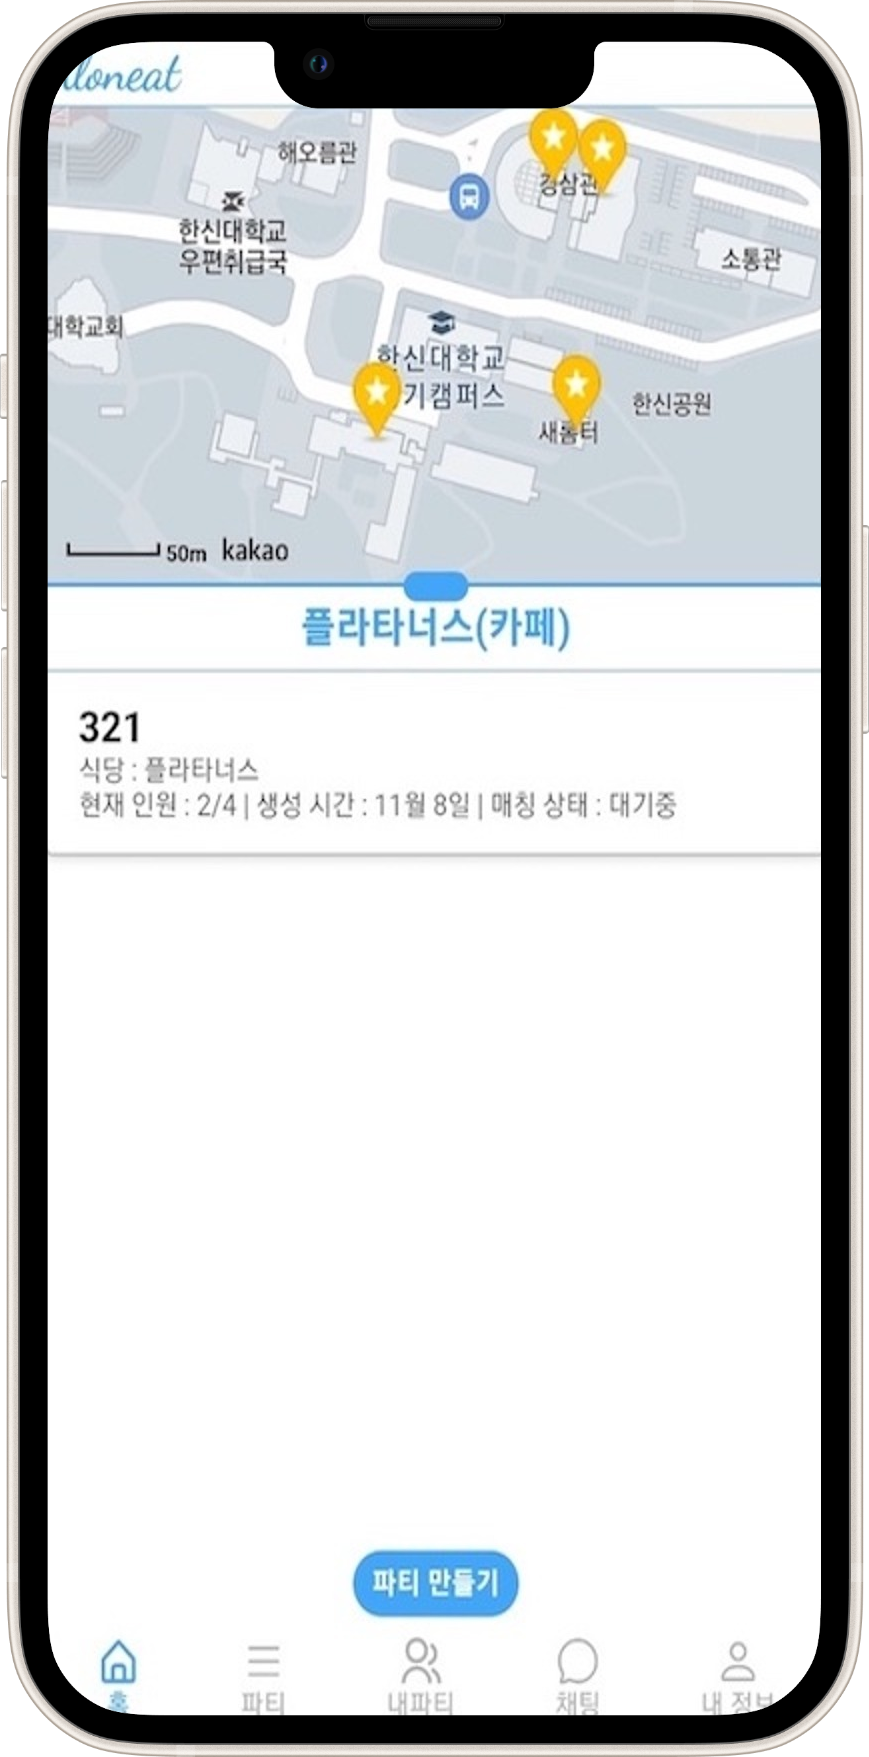 doneat
해오름관
강삼관
한신대학교
우편취급국
소통관
대학교회
한신대학교
기캠퍼스
한신공원
새롬터
50m kakao
플라타너스(카페)
321
식당 : 플라타너스
현재 인원 : 2/4 | 생성 시간 : 11월 8일 | 매칭 상태 : 대기중
파티 만들기
홈 파티 내파티 채팅 내 정보